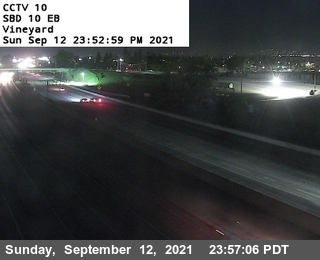 CCTV 10
SBD 10 EB
Vineyard
Sun Sep 12 23:52:59 PM 2021
Sunday, September 12, 2021 23:57:06 PDT